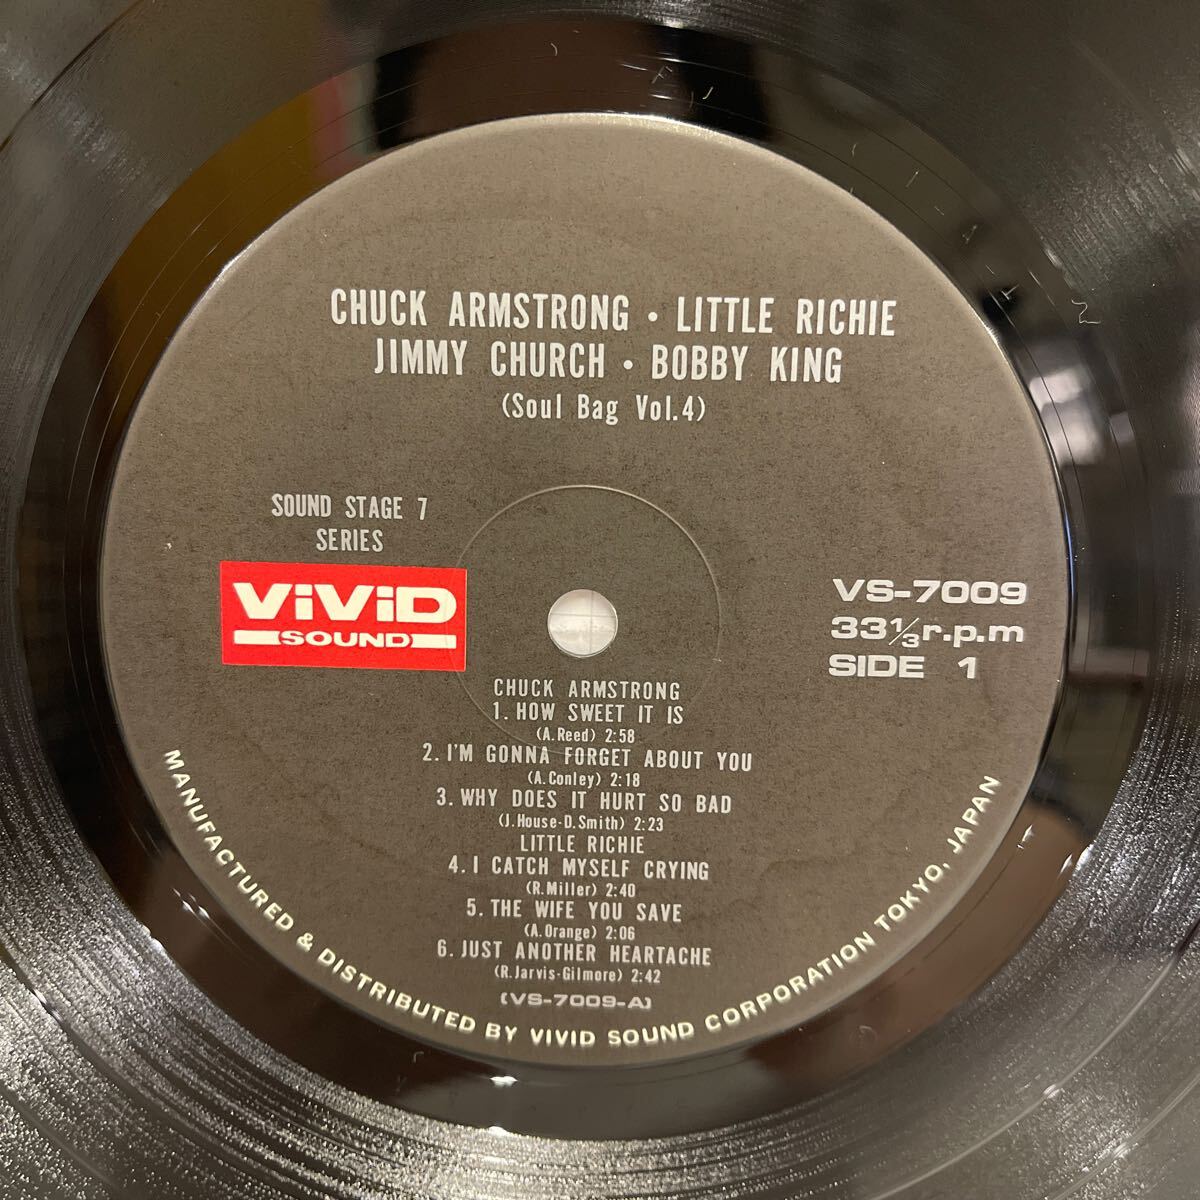 CHUCK ARMSTRONG • LITTLE RICHIE
JIMMY CHURCH • BOBBY KING
(Soul Bag Vol.4)
SOUND STAGE 7
SERIES
ViViD
SOUND
VS-7009
33⅓r.p.m
SIDE 1
CHUCK ARMSTRONG
1. HOW SWEET IT IS
(A.Reed) 2:58
2. I'M GONNA FORGET ABOUT YOU
(A.Conley) 2:18
3. WHY DOES IT HURT SO BAD
(J.House-D.Smith) 2:23
LITTLE RICHIE
4. I CATCH MYSELF CRYING
(R.Miller) 2:40
5. THE WIFE YOU SAVE
(A.Orange) 2:06
6. JUST ANOTHER HEARTACHE
(R.Jarvis-Gilmore) 2:42
(VS-7009-A)
MANUFACTURED & DISTRIBUTED BY VIVID SOUND CORPORATION TOKYO, JAPAN